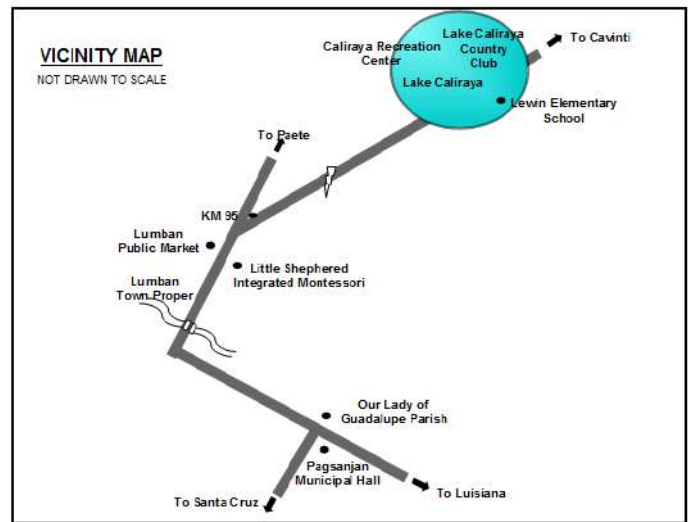 VICINITY MAP
NOT DRAWN TO SCALE
Caliraya Recreation
Center
Lake Caliraya
Country
Club
To Cavinti
Lake Caliraya
Lewin Elementary
School
To Paete
KM 95
Lumban
Public Market
Little Shephered
Integrated Montessori
Lumban
Town Proper
Our Lady of
Guadalupe Parish
Pagsanjan
Municipal Hall
To Santa Cruz
To Luisiana